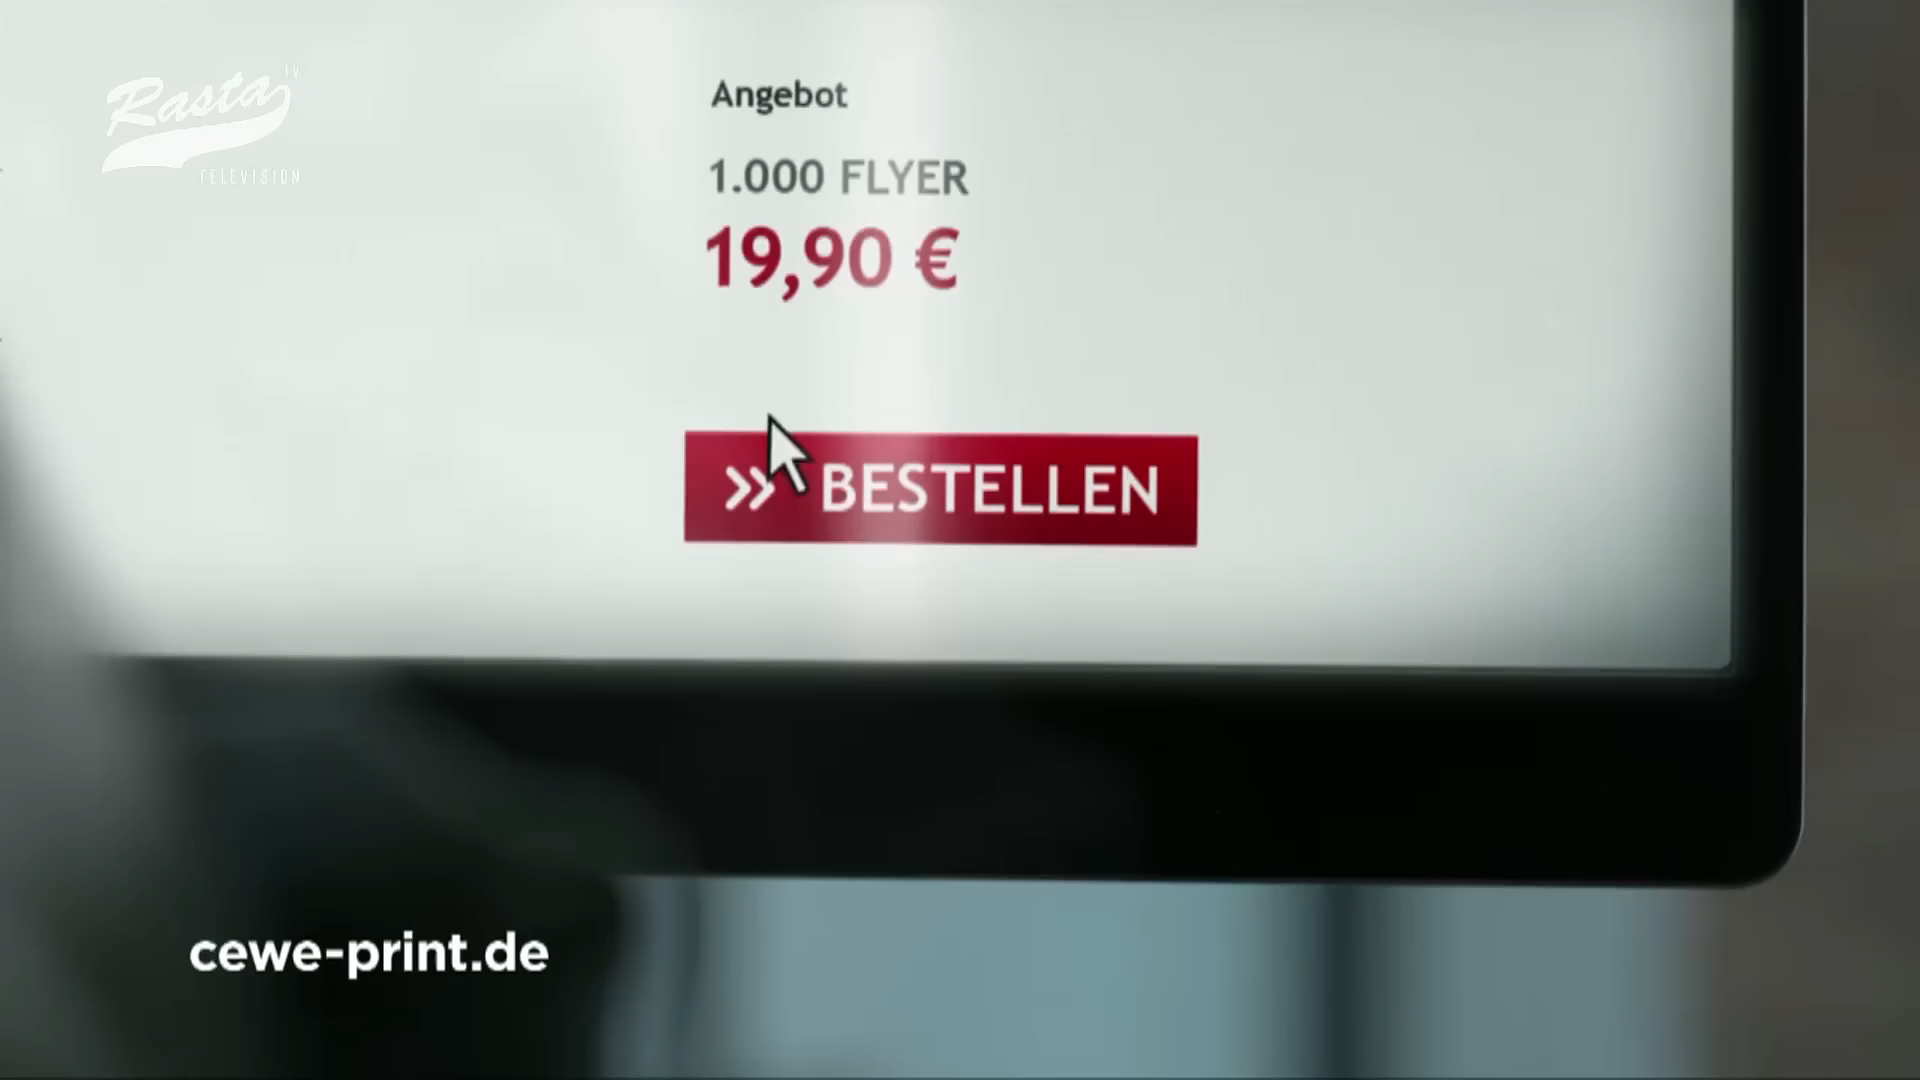 Rasta TV
TELEVISION
Angebot
1.000 FLYER
19,90 €
» BESTELLEN
cewe-print.de